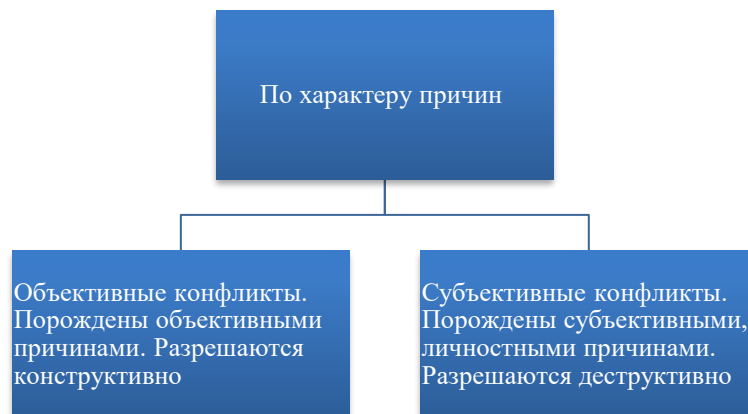 По характеру причин
Объективные конфликты.
Порождены объективными
причинами. Разрешаются
конструктивно
Субъективные конфликты.
Порождены субъективными,
личностными причинами.
Разрешаются деструктивно